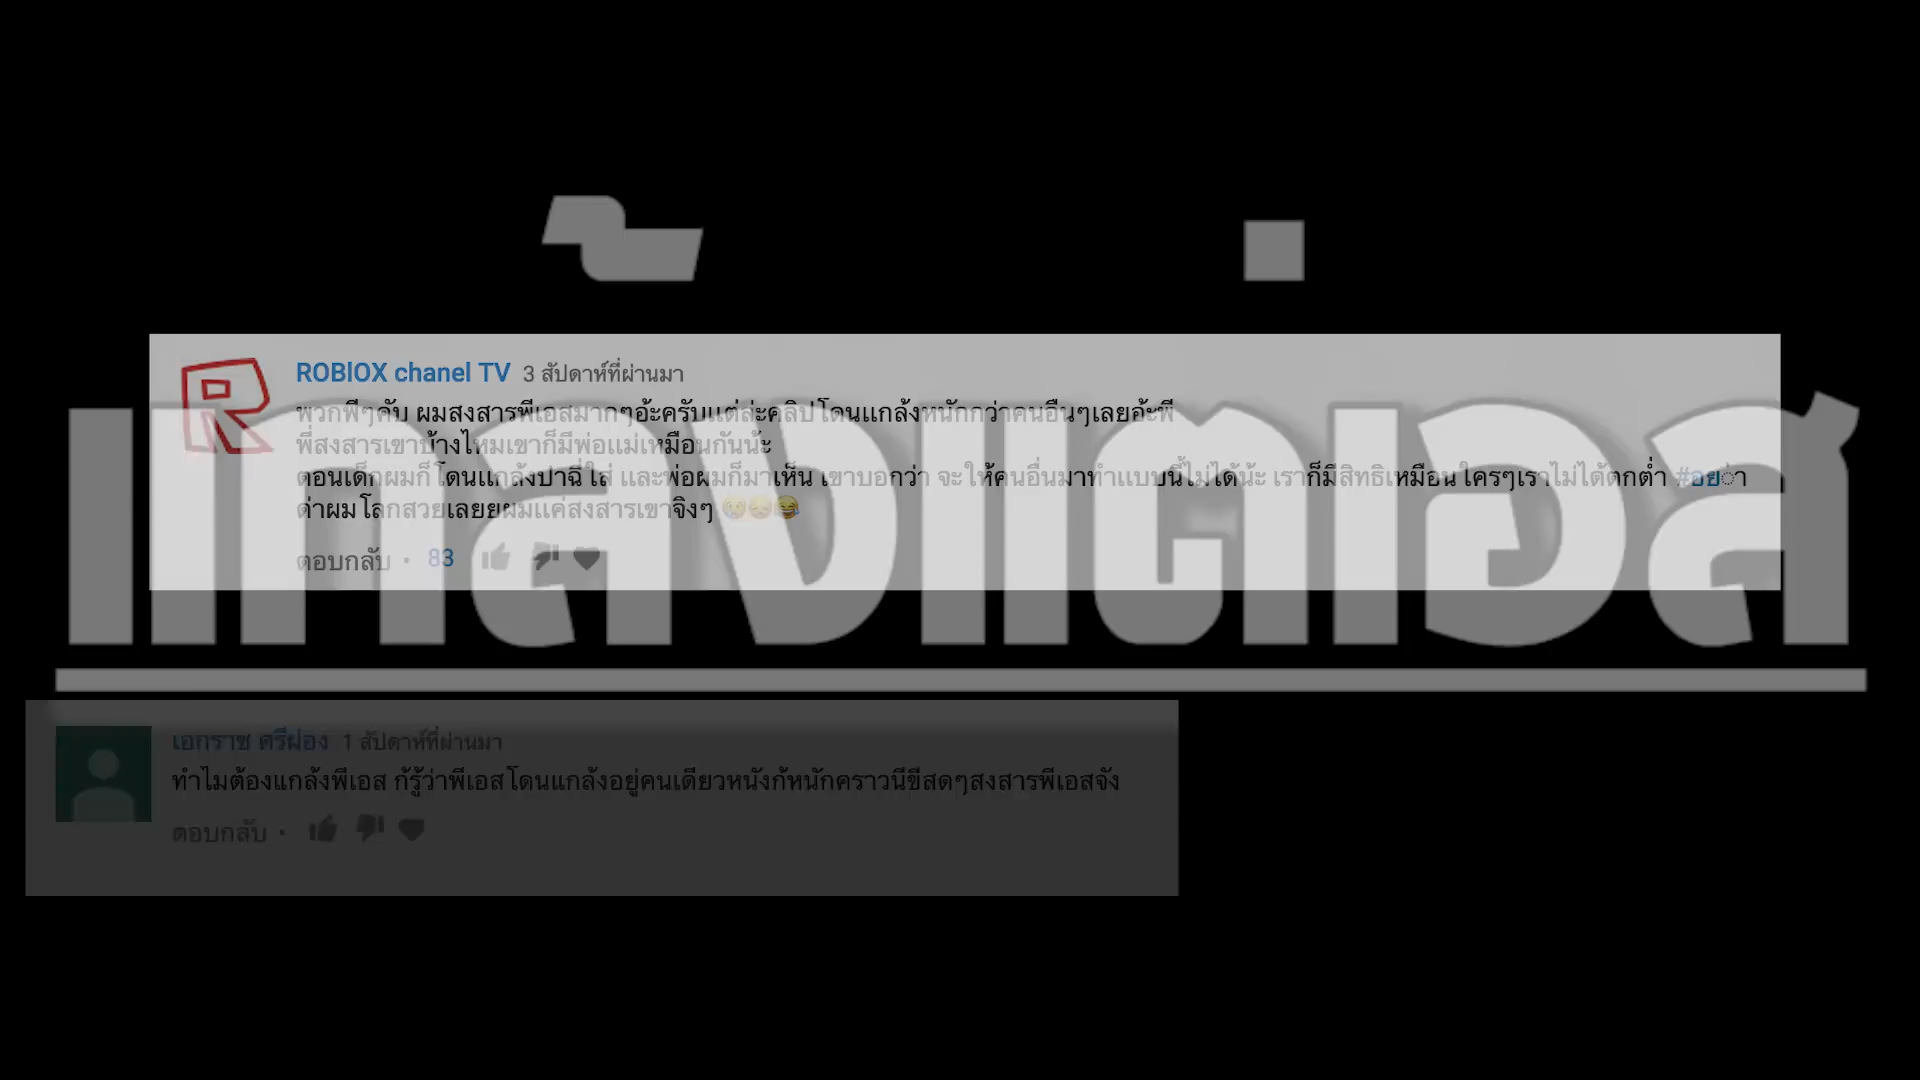 แกล้งแต่เอส
ROBlOX chanel TV 3 สัปดาห์ที่ผ่านมา
พวกพี่ๆคับ ผมสงสารพี่เอสมากๆอ้ะครับแต่ล่ะคลิปโดนแกล้งหนักกว่าคนอื่นๆเลยอ้ะพี่
พี่สงสารเขาบ้างไหมเขาก็มีพ่อแม่เหมือนกันน้ะ
ตอนเด็กผมก็โดนแกล้งปาฉี่ใส่ และพ่อผมก็มาเห็น เขาบอกว่า จะให้คนอื่นมาทำแบบนี้ไม่ได้น้ะ เราก็มีสิทธิเหมือนใครๆเราไม่ได้ตกต่ำ #อย่า
ด่าผมโลกสวยเลยยผมแค่สงสารเขาจิงๆ 😢😞😂
ตอบกลับ • 83
เอกราช ศรีฝอง 1 สัปดาห์ที่ผ่านมา
ทำไมต้องแกล้งพี่เอส ก้รู้ว่าพี่เอสโดนแกล้งอยู่คนเดียวหนังก้หนักคราวนี้ขี้สดๆสงสารพี่เอสจัง
ตอบกลับ •